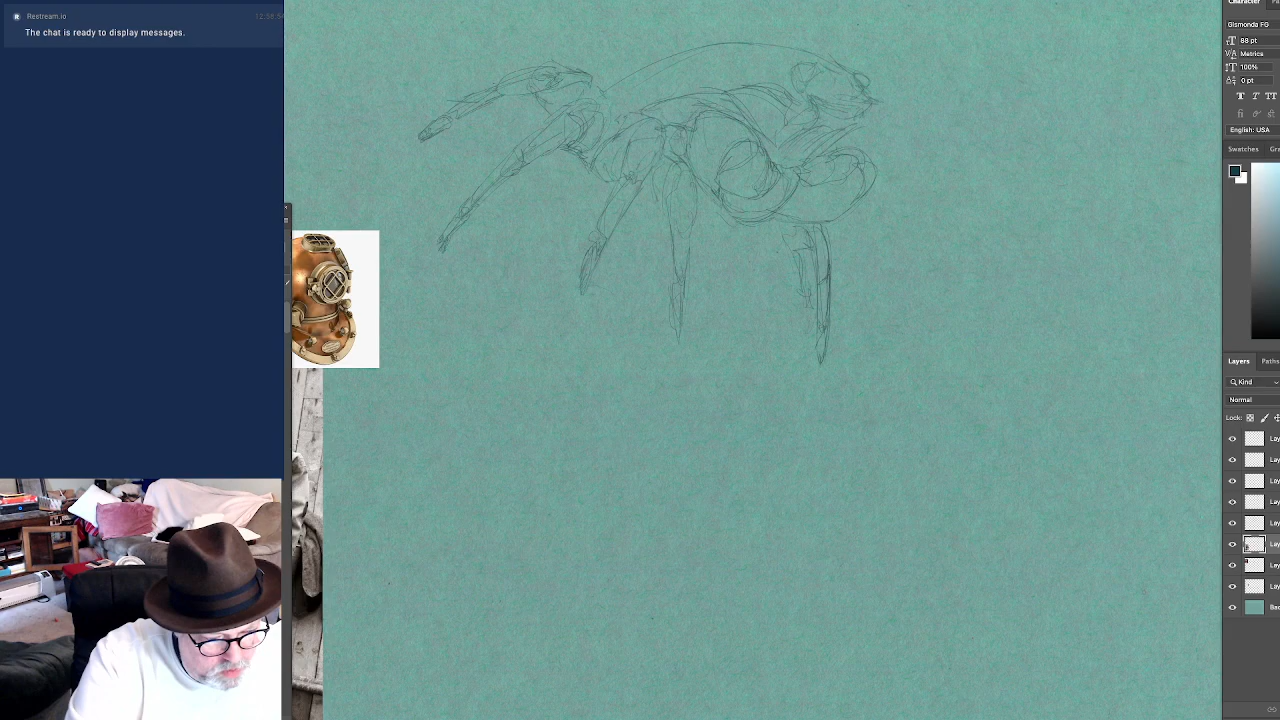 Restream.io
The chat is ready to display messages.
Character
Gismonda FG
88 pt
Metrics
100%
0 pt
English: USA
Swatches
Layers
Paths
Kind
Normal
Lock: